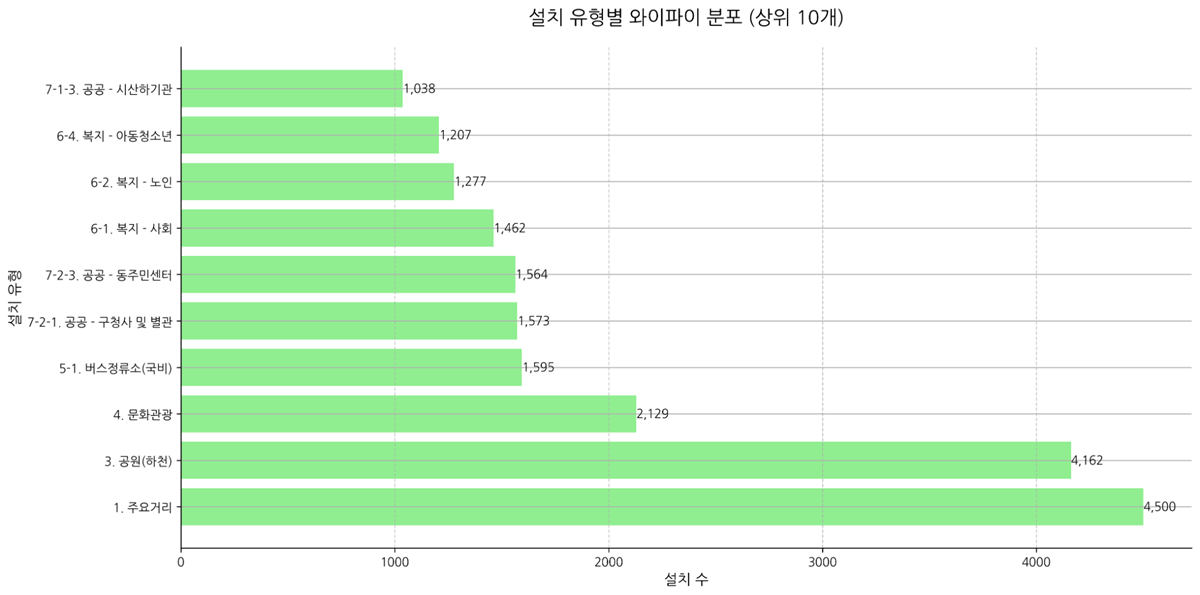 설치 유형별 와이파이 분포 (상위 10개)
설치 유형
7-1-3. 공공 - 시산하기관
1,038
6-4. 복지 - 아동청소년
1,207
6-2. 복지 - 노인
1,277
6-1. 복지 - 사회
1,462
7-2-3. 공공 - 동주민센터
1,564
7-2-1. 공공 - 구청사 및 별관
1,573
5-1. 버스정류소(국비)
1,595
4. 문화관광
2,129
3. 공원(하천)
4,162
1. 주요거리
4,500
0 1000 2000 3000 4000
설치 수